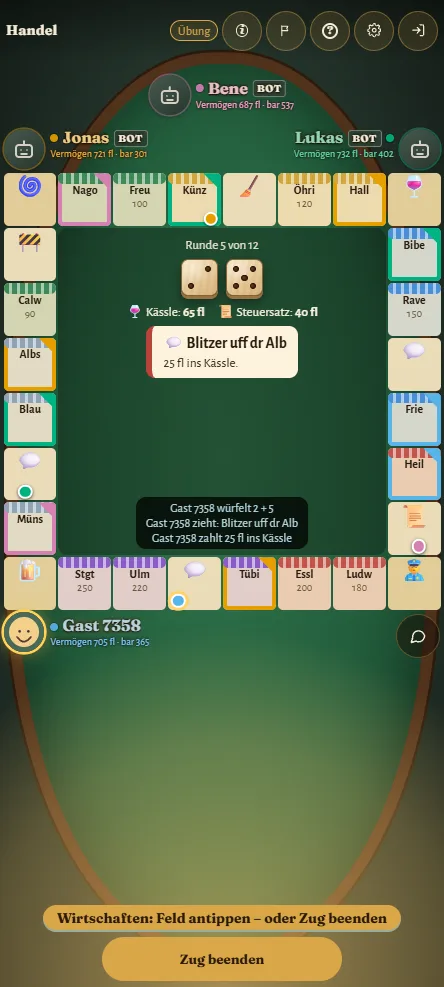 Handel
Übung
Bene BOT
Vermögen 687 fl · bar 537
Jonas BOT
Vermögen 721 fl · bar 301
Lukas BOT
Vermögen 732 fl · bar 402
Nago
Freu
100
Künz
Öhri
120
Hall
Bibe
Calw
90
Rave
150
Albs
Blau
Frie
Heil
Müns
Runde 5 von 12
Kässle: 65 fl Steuersatz: 40 fl
Blitzer uff dr Alb
25 fl ins Kässle.
Gast 7358 würfelt 2 + 5
Gast 7358 zieht: Blitzer uff dr Alb
Gast 7358 zahlt 25 fl ins Kässle
Stgt
250
Ulm
220
Tübi
Essl
200
Ludw
180
Gast 7358
Vermögen 705 fl · bar 365
Wirtschaften: Feld antippen – oder Zug beenden
Zug beenden